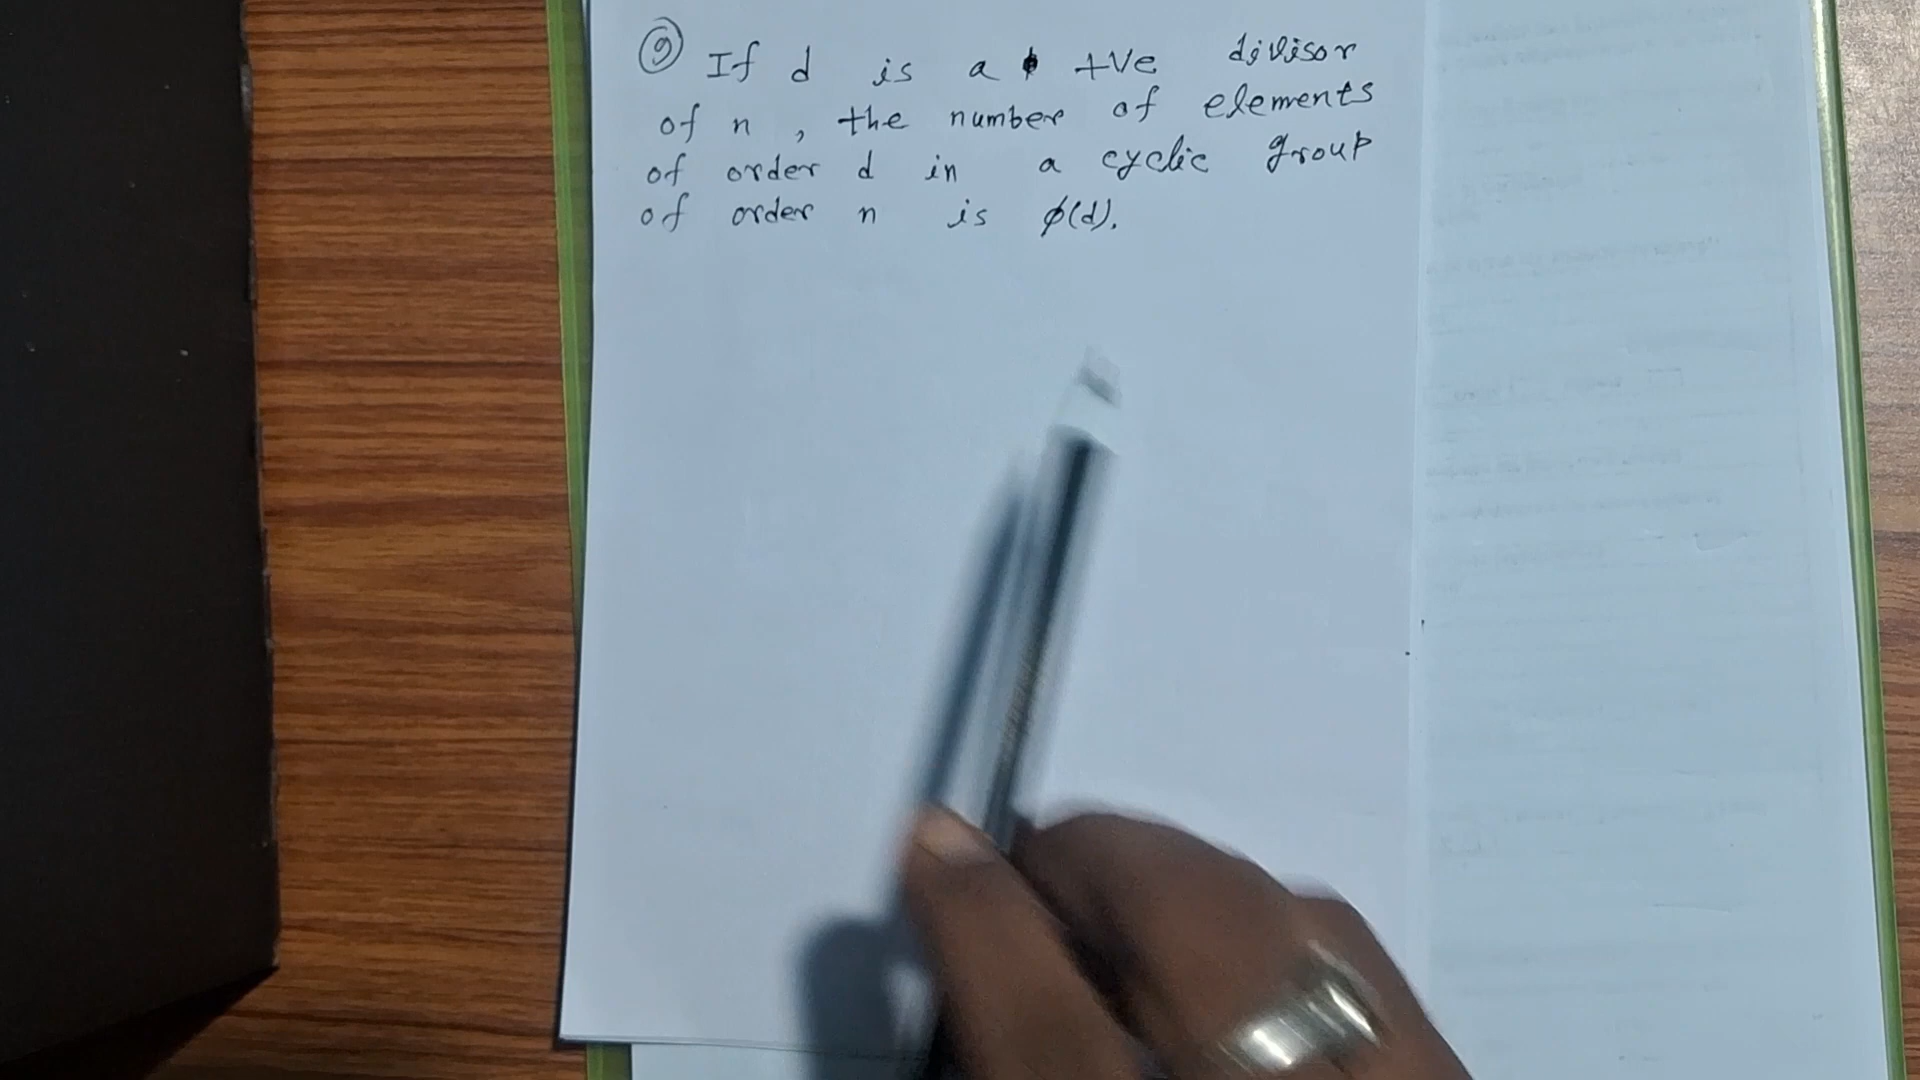 9 If d is a +ve divisor
of n, the number of elements
of order d in a cyclic group
of order n is ϕ(d).